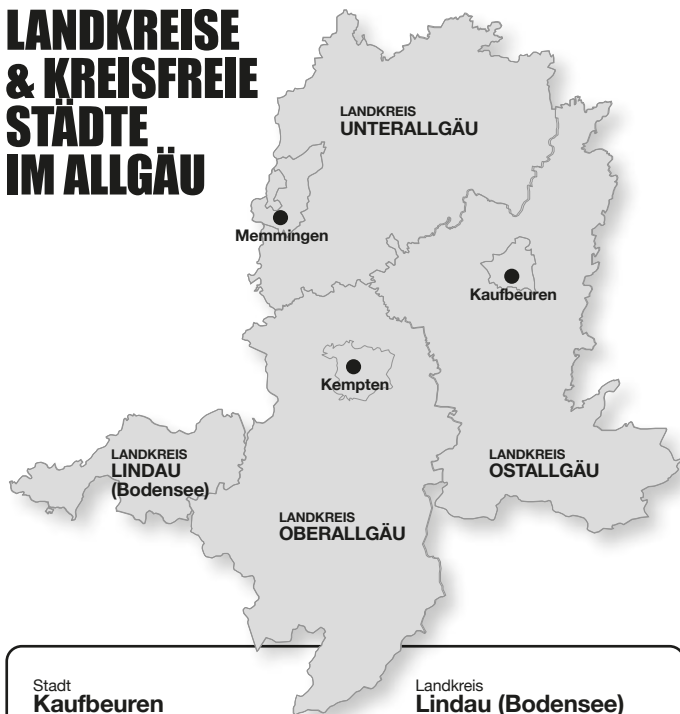 LANDKREISE
& KREISFREIE
STÄDTE
IM ALLGÄU
LANDKREIS
UNTERALLGÄU
Memmingen
Kaufbeuren
Kempten
LANDKREIS
LINDAU
(Bodensee)
LANDKREIS
OSTALLGÄU
LANDKREIS
OBERALLGÄU
Stadt
Kaufbeuren
Landkreis
Lindau (Bodensee)